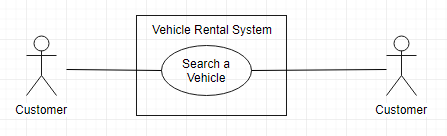 Vehicle Rental System
Search a
Vehicle
Customer
Customer